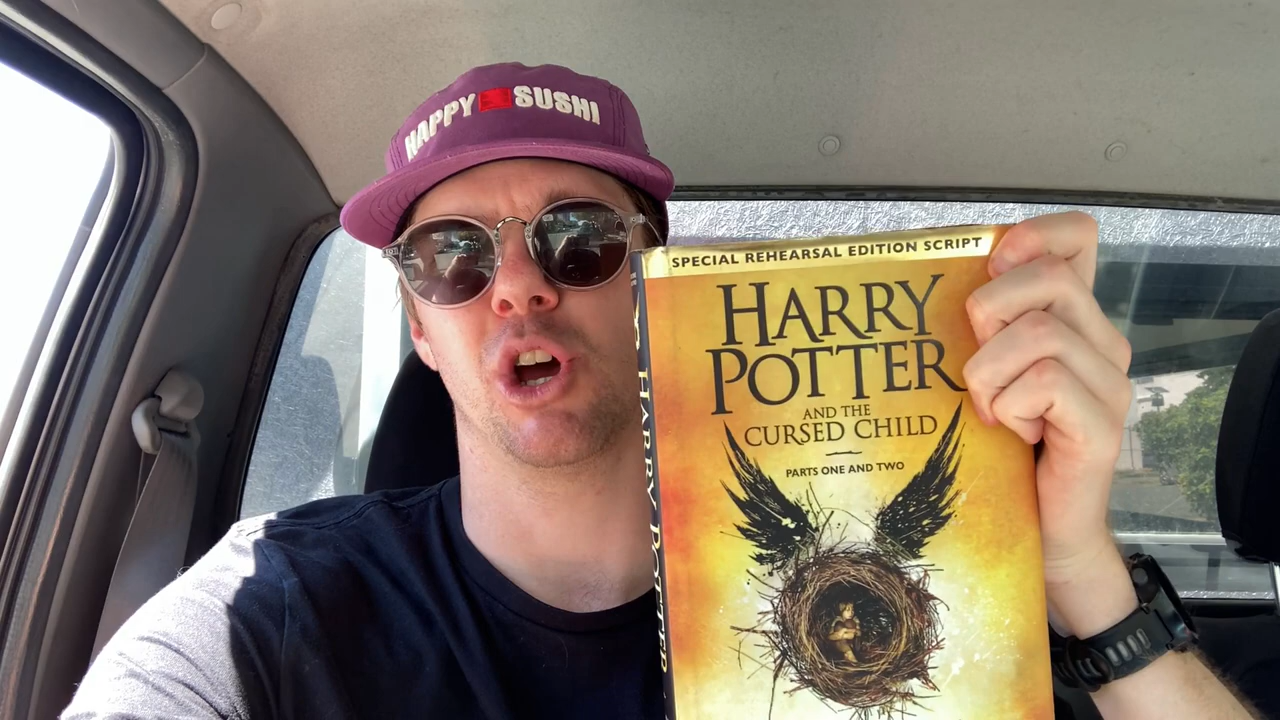 HAPPY SUSHI
SPECIAL REHEARSAL EDITION SCRIPT
HARRY
POTTER
AND THE
CURSED CHILD
PARTS ONE AND TWO
HARRY POTTER